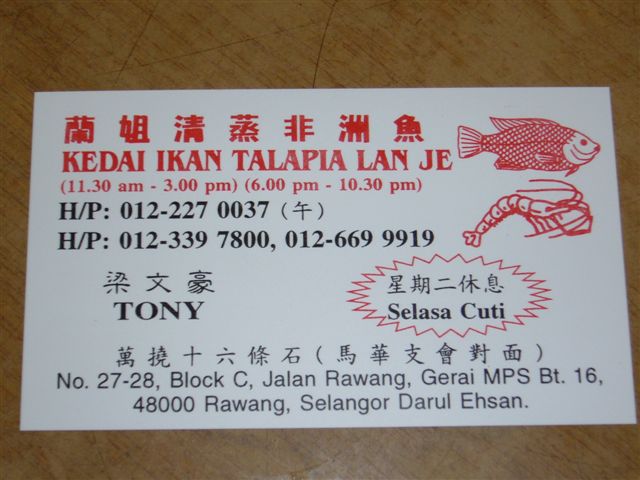 蘭姐清蒸非洲魚
KEDAI IKAN TALAPIA LAN JE
(11.30 am - 3.00 pm) (6.00 pm - 10.30 pm)
H/P: 012-227 0037 (午)
H/P: 012-339 7800, 012-669 9919
梁文豪
TONY
星期二休息
Selasa Cuti
萬撓十六條石(馬華支會對面)
No. 27-28, Block C, Jalan Rawang, Gerai MPS Bt. 16,
48000 Rawang, Selangor Darul Ehsan.